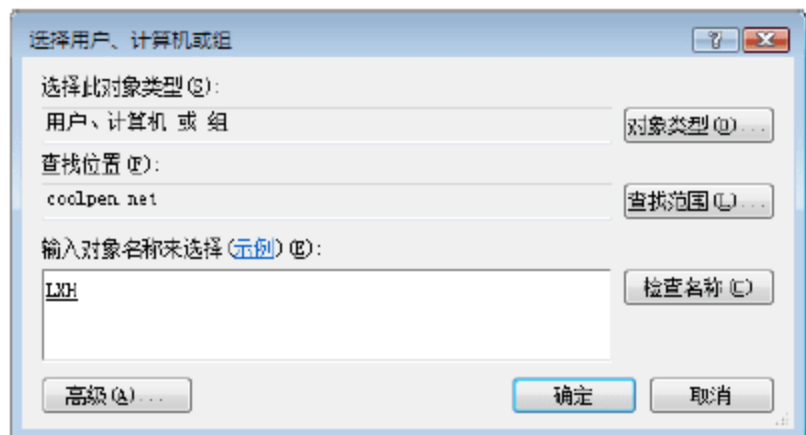 选择用户、计算机或组
选择此对象类型(S):
用户、计算机 或 组
对象类型(O)...
查找位置(F):
coolpen.net
查找范围(L)...
输入对象名称来选择(示例)(E):
LXH
检查名称(C)
高级(A)...
确定
取消